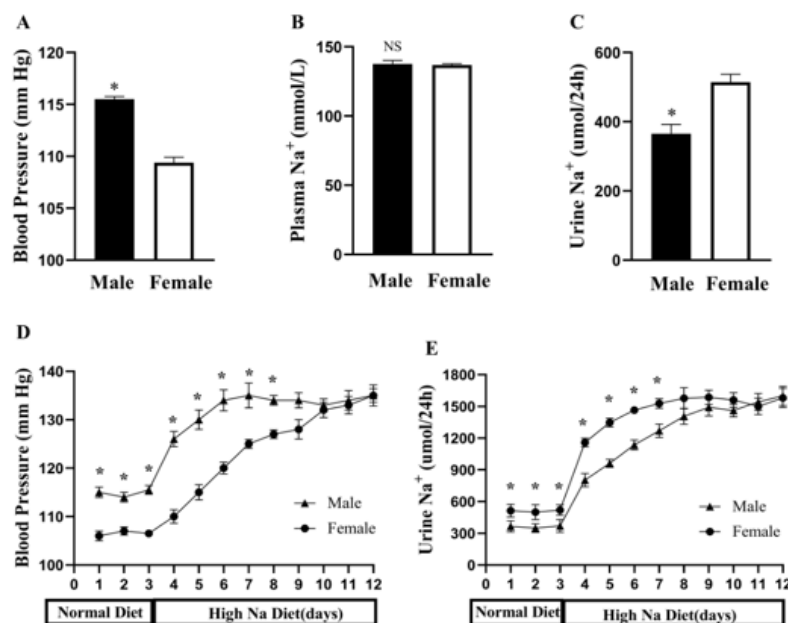 A
Blood Pressure (mm Hg)
120
115
110
105
100
*
Male Female
B
Plasma Na+ (mmol/L)
150
100
50
0
NS
Male Female
C
Urine Na+ (umol/24h)
600
400
200
0
*
Male Female
D
Blood Pressure (mm Hg)
140
130
120
110
100
* * * * * * * *
Male
Female
0 1 2 3 4 5 6 7 8 9 10 11 12
Normal Diet High Na Diet(days)
E
Urine Na+ (umol/24h)
1800
1500
1200
900
600
300
0
* * * * * * *
Male
Female
0 1 2 3 4 5 6 7 8 9 10 11 12
Normal Diet High Na Diet(days)